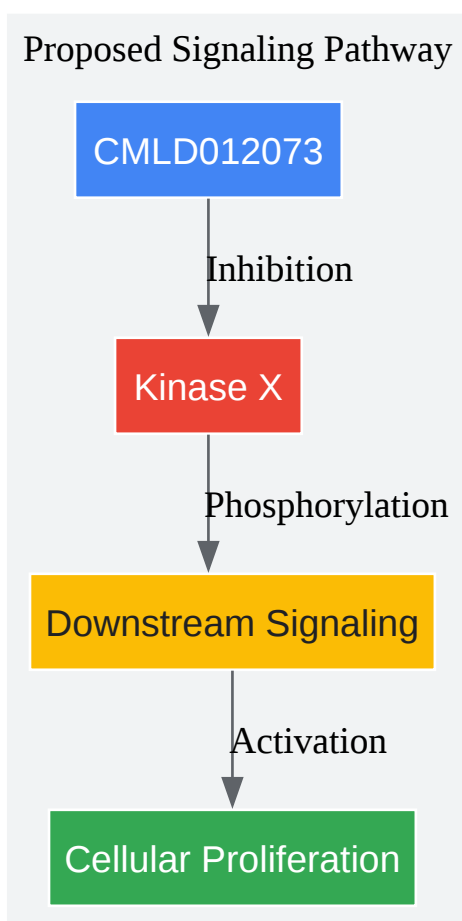 Proposed Signaling Pathway
CMLD012073
Inhibition
Kinase X
Phosphorylation
Downstream Signaling
Activation
Cellular Proliferation